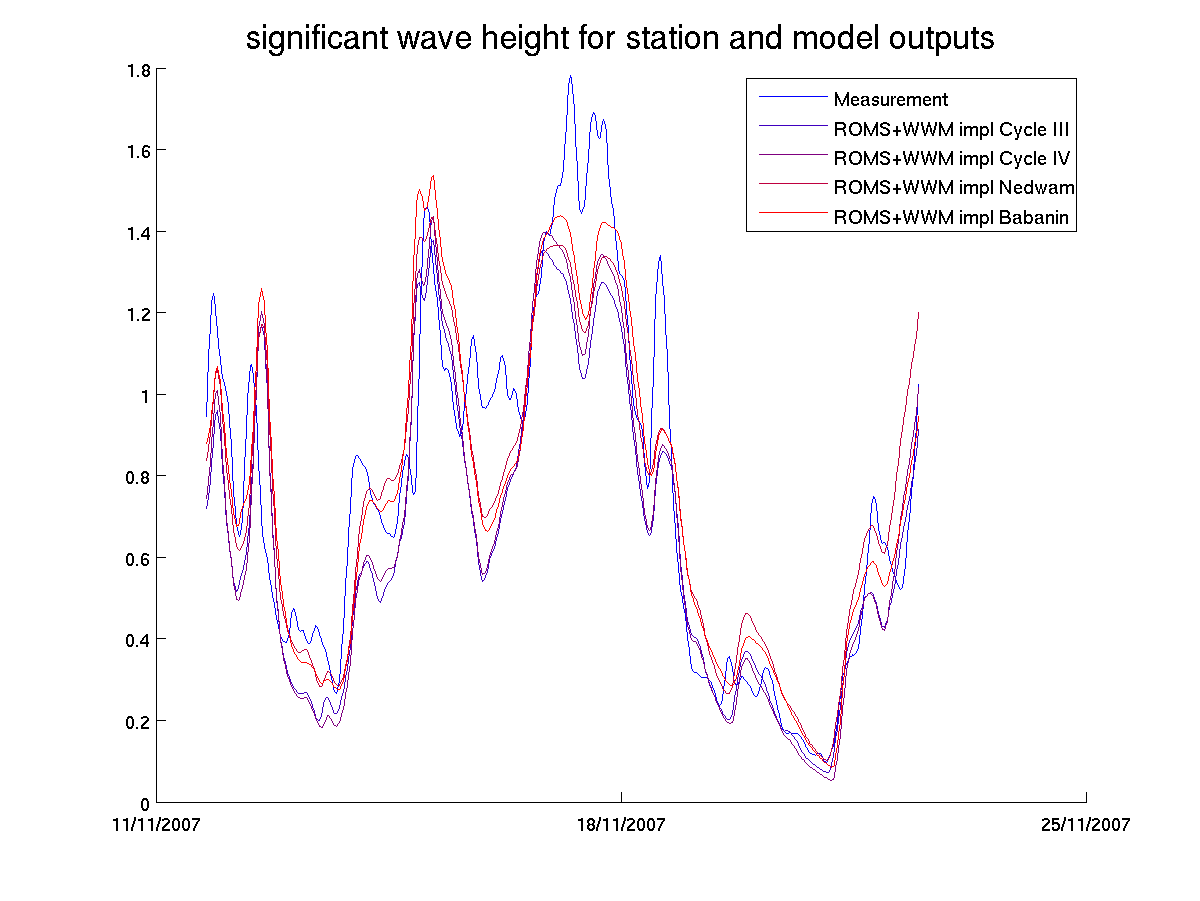 significant wave height for station and model outputs
1.8
1.6
1.4
1.2
1
0.8
0.6
0.4
0.2
0
11/11/2007
18/11/2007
25/11/2007
Measurement
ROMS+WWM impl Cycle III
ROMS+WWM impl Cycle IV
ROMS+WWM impl Nedwam
ROMS+WWM impl Babanin